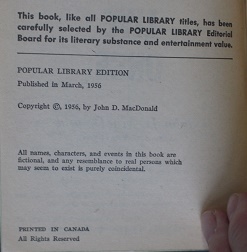 This book, like all POPULAR LIBRARY titles, has been
carefully selected by the POPULAR LIBRARY Editorial
Board for its literary substance and entertainment value.
POPULAR LIBRARY EDITION
Published in March, 1956
Copyright ©, 1956, by John D. MacDonald
All names, characters, and events in this book are
fictional, and any resemblance to real persons which
may seem to exist is purely coincidental.
PRINTED IN CANADA
All Rights Reserved